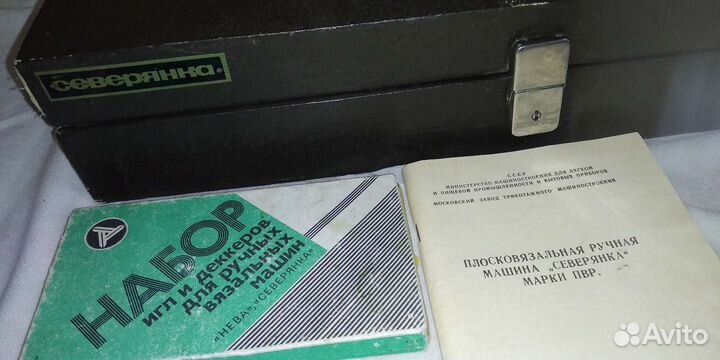 ·северянка·
НАБОР
игл и деккеров
для ручных
вязальных
машин
„НЕВА", „СЕВЕРЯНКА"
СССР
МИНИСТЕРСТВО МАШИНОСТРОЕНИЯ ДЛЯ ЛЕГКОЙ
И ПИЩЕВОЙ ПРОМЫШЛЕННОСТИ И БЫТОВЫХ ПРИБОРОВ
МОСКОВСКИЙ ЗАВОД ТРИКОТАЖНОГО МАШИНОСТРОЕНИЯ
ПЛОСКОВЯЗАЛЬНАЯ РУЧНАЯ
МАШИНА „СЕВЕРЯНКА"
МАРКИ ПВР.
Avito